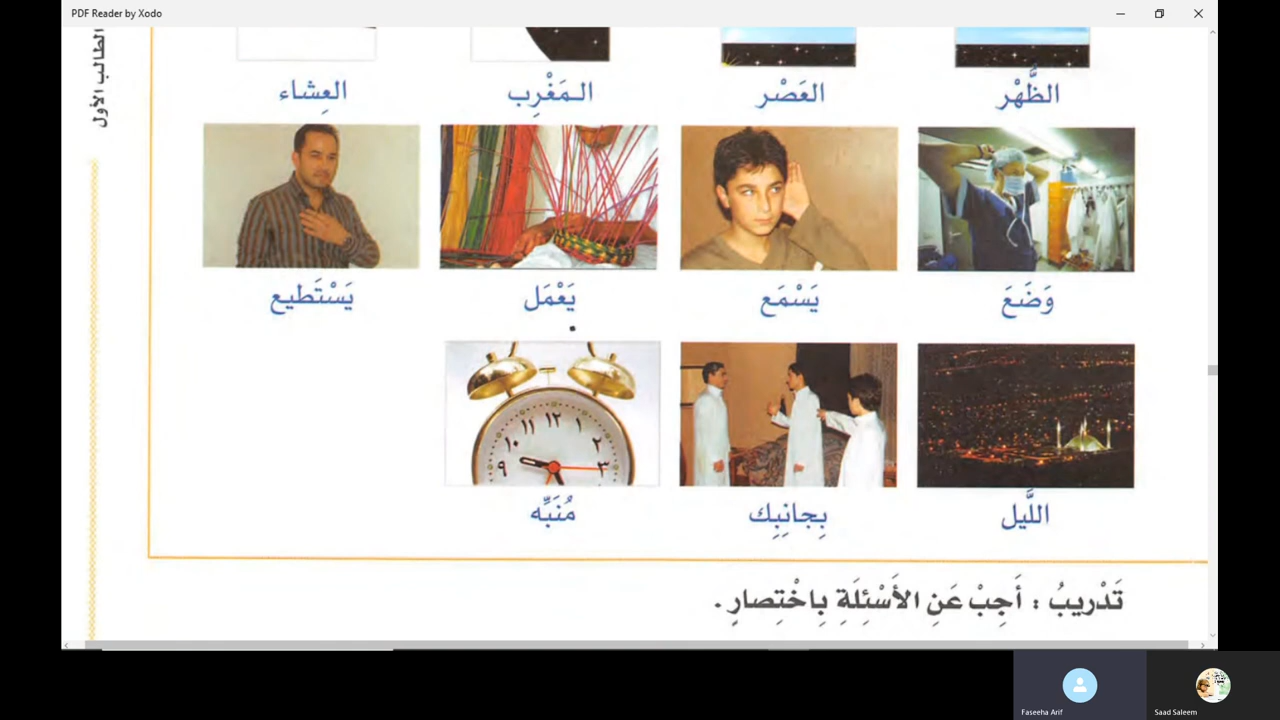 PDF Reader by Xodo
الطالب الأول
الظُّهْر العَصْر الـمَغْرِب العِشاء
وَضَعَ يَسْمَع يَعْمَل يَسْتَطيع
١٢ ١ ٢ ٣ ٩ ١٠ ١١
اللَّيل بِجانِبِك مُنَبِّه
تَدْريبُ : أَجِبْ عَنِ الأَسْئِلَةِ بِاخْتِصارٍ .
Faseeha Arif
Saad Saleem